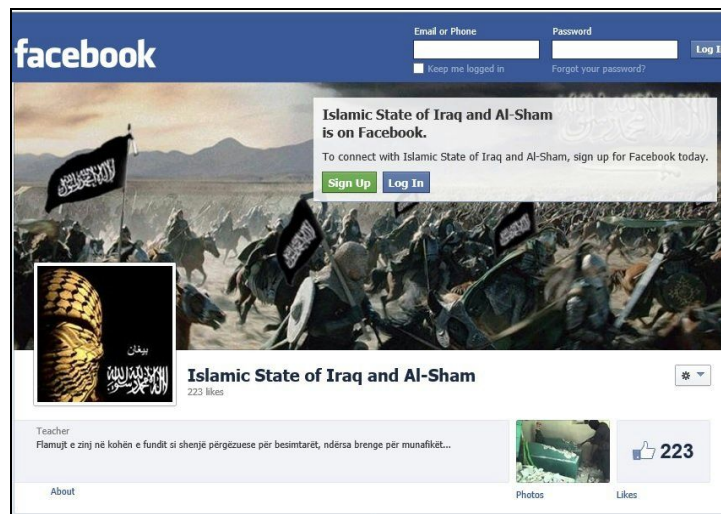 facebook
Email or Phone
Password
Keep me logged in
Forgot your password?
Log I
Islamic State of Iraq and Al-Sham
is on Facebook.
To connect with Islamic State of Iraq and Al-Sham, sign up for Facebook today.
Sign Up Log In
Islamic State of Iraq and Al-Sham
223 likes
Teacher
Flamujt e zinj në kohën e fundit si shenjë përgëzuese për besimtarët, ndërsa brenge për munafikët...
223
About
Photos
Likes